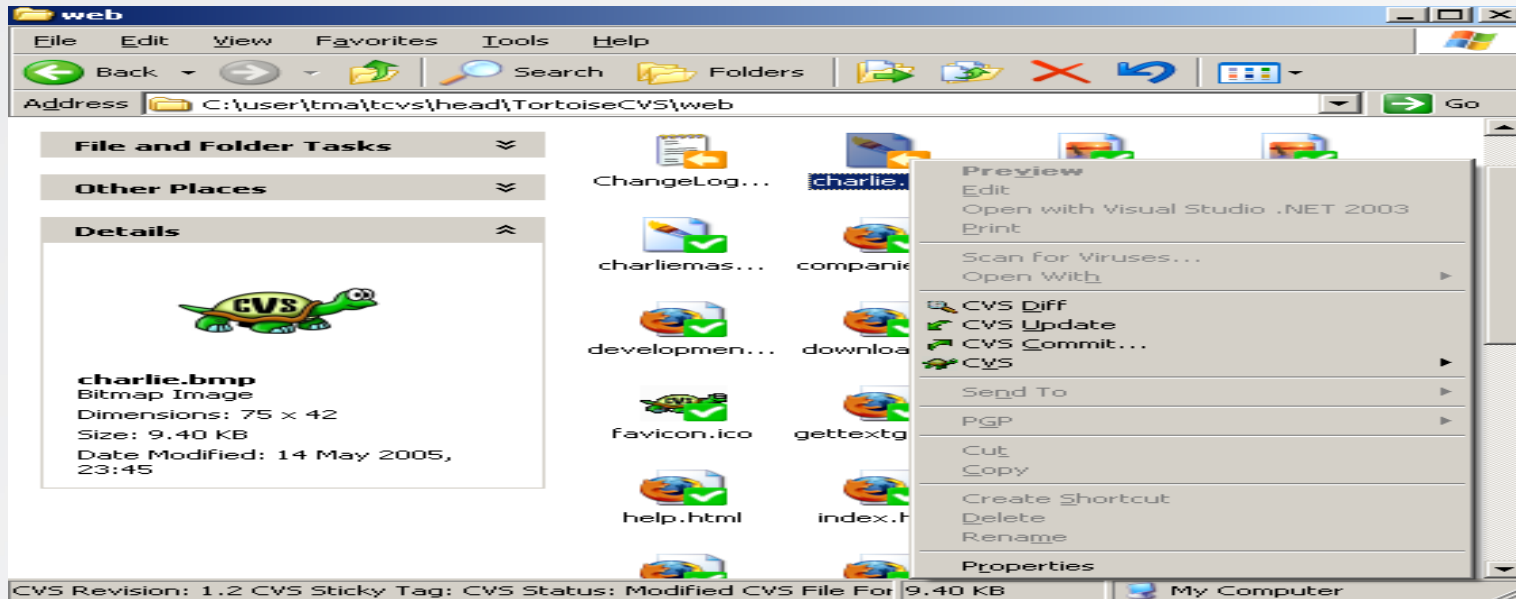 web
File Edit View Favorites Tools Help
Back Search Folders
Address C:\user\tma\tcvs\head\TortoiseCVS\web Go
File and Folder Tasks
Other Places
Details
CVS
charlie.bmp
Bitmap Image
Dimensions: 75 x 42
Size: 9.40 KB
Date Modified: 14 May 2005,
23:45
ChangeLog... charlie.
charliemas... companie
developmen... downloa
favicon.ico gettextg
help.html index.h
Preview
Edit
Open with Visual Studio .NET 2003
Print
Scan for Viruses...
Open With
CVS Diff
CVS Update
CVS Commit...
CVS
Send To
PGP
Cut
Copy
Create Shortcut
Delete
Rename
Properties
CVS Revision: 1.2 CVS Sticky Tag: CVS Status: Modified CVS File For 9.40 KB My Computer